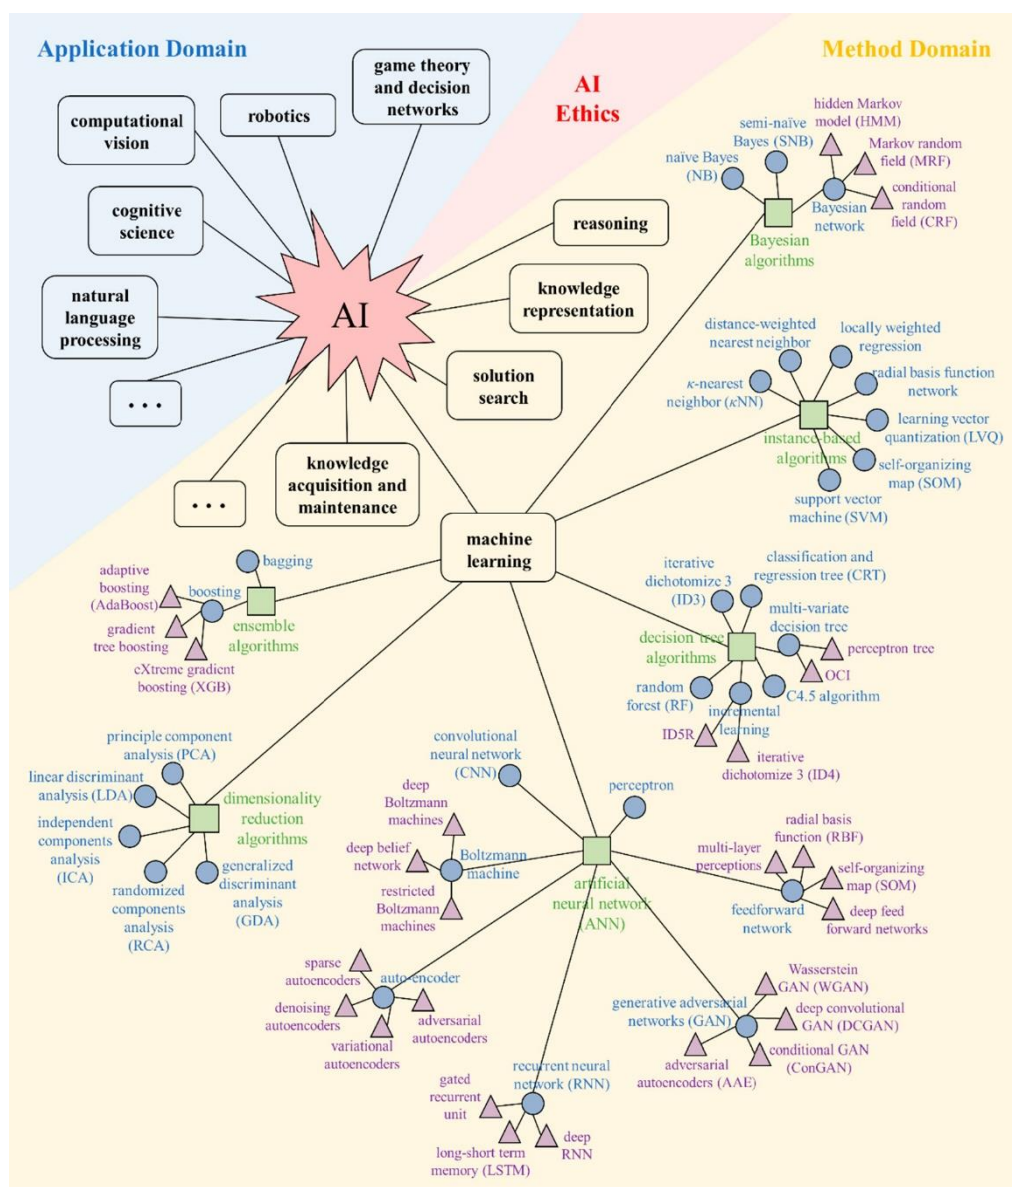 Application Domain
AI
Ethics
Method Domain
game theory
and decision
networks
robotics
computational
vision
cognitive
science
natural
language
processing
...
AI
reasoning
knowledge
representation
solution
search
knowledge
acquisition and
maintenance
...
machine
learning
hidden Markov
model (HMM)
semi-naïve
Bayes (SNB)
Markov random
field (MRF)
naïve Bayes
(NB)
conditional
random
field (CRF)
Bayesian
network
Bayesian
algorithms
distance-weighted
nearest neighbor
locally weighted
regression
radial basis function
network
κ-nearest
neighbor (κNN)
learning vector
quantization (LVQ)
instance-based
algorithms
self-organizing
map (SOM)
support vector
machine (SVM)
bagging
adaptive
boosting
(AdaBoost)
boosting
gradient
tree boosting
ensemble
algorithms
eXtreme gradient
boosting (XGB)
iterative
dichotomize 3
(ID3)
classification and
regression tree (CRT)
multi-variate
decision tree
decision tree
algorithms
perceptron tree
OCI
random
forest (RF)
C4.5 algorithm
incremental
learning
ID5R
iterative
dichotomize 3 (ID4)
principle component
analysis (PCA)
linear discriminant
analysis (LDA)
dimensionality
reduction
algorithms
independent
components
analysis
(ICA)
generalized
discriminant
analysis
(GDA)
randomized
components
analysis
(RCA)
convolutional
neural network
(CNN)
perceptron
deep
Boltzmann
machines
deep belief
network
Boltzmann
machine
restricted
Boltzmann
machines
artificial
neural network
(ANN)
radial basis
function (RBF)
multi-layer
perceptions
self-organizing
map (SOM)
feedforward
network
deep feed
forward networks
sparse
autoencoders
auto-encoder
denoising
autoencoders
adversarial
autoencoders
variational
autoencoders
Wasserstein
GAN (WGAN)
generative adversarial
networks (GAN)
deep convolutional
GAN (DCGAN)
conditional GAN
(ConGAN)
adversarial
autoencoders (AAE)
recurrent neural
network (RNN)
gated
recurrent
unit
deep
RNN
long-short term
memory (LSTM)